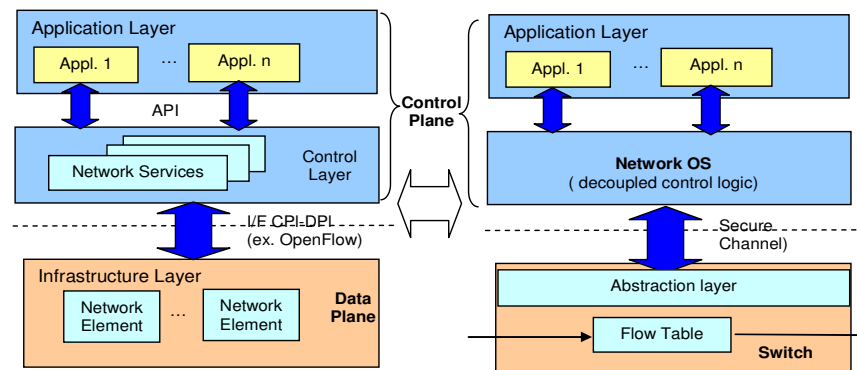 Application Layer
Appl. 1
...
Appl. n
API
Network Services
Control
Layer
I/F CPI-DPI
(ex. OpenFlow)
Infrastructure Layer
Network
Element
...
Network
Element
Data
Plane
Control
Plane
Application Layer
Appl. 1
...
Appl. n
Network OS
( decoupled control logic)
Secure
Channel)
Abstraction layer
Flow Table
Switch